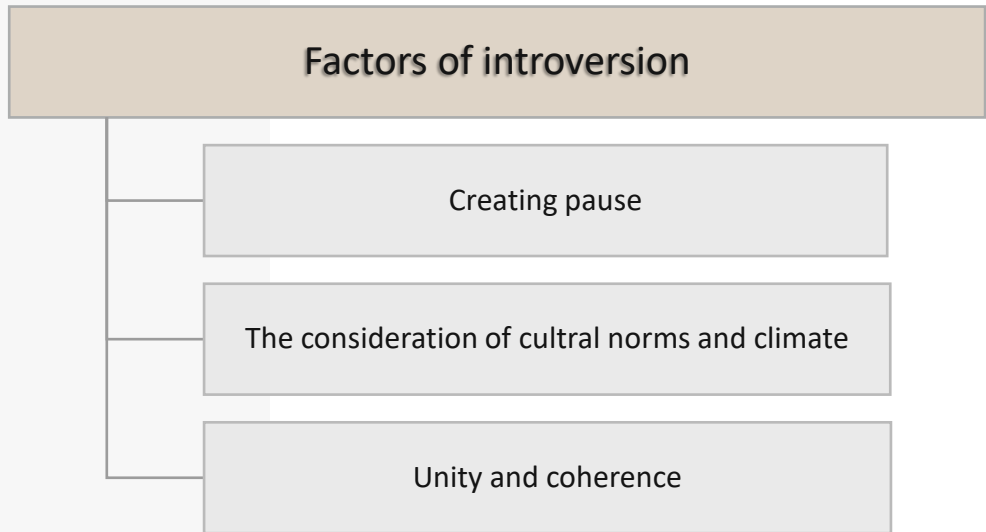 Factors of introversion
Creating pause
The consideration of cultral norms and climate
Unity and coherence